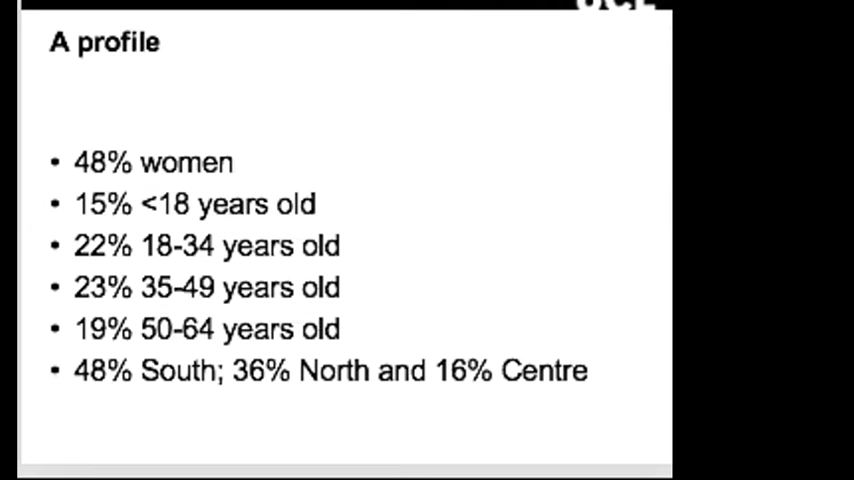 A profile
• 48% women
• 15% <18 years old
• 22% 18-34 years old
• 23% 35-49 years old
• 19% 50-64 years old
• 48% South; 36% North and 16% Centre